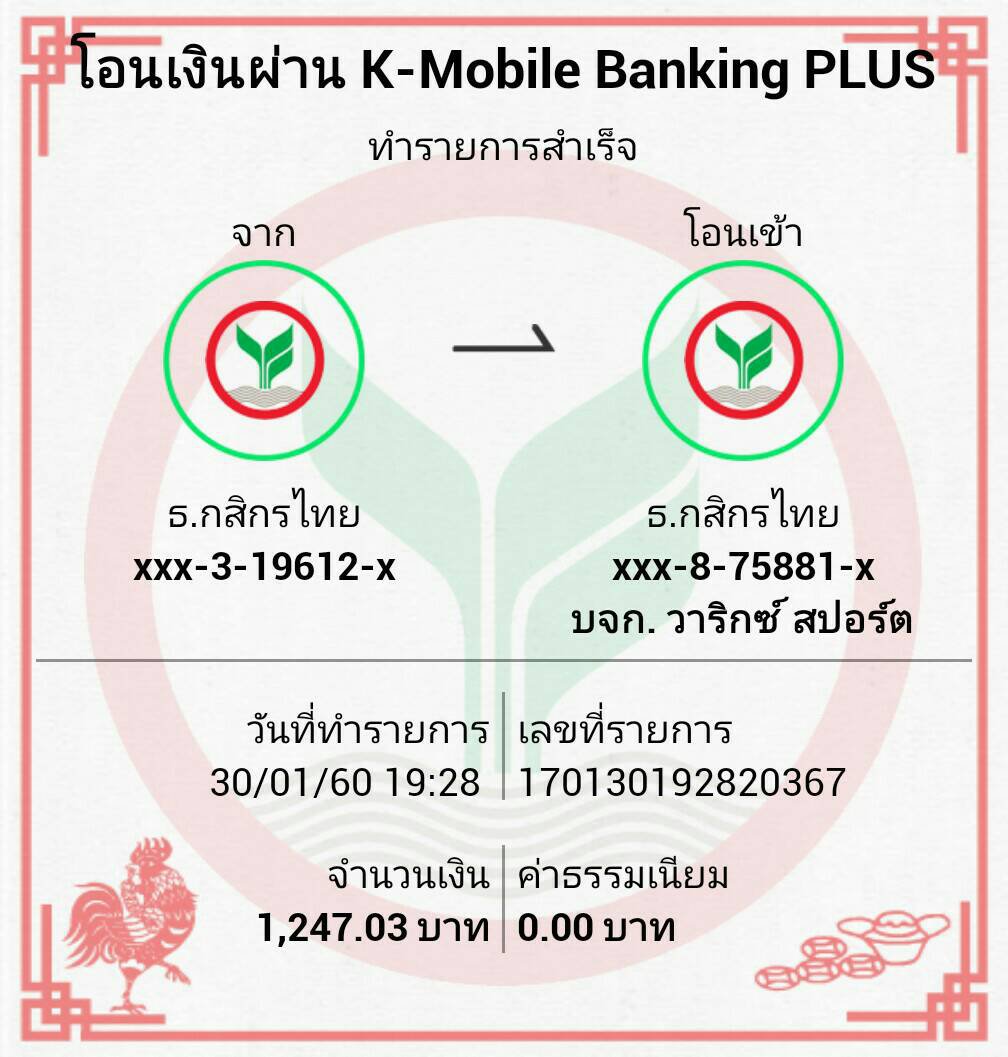 โอนเงินผ่าน K-Mobile Banking PLUS
ทำรายการสำเร็จ
จาก
โอนเข้า
ธ.กสิกรไทย
xxx-3-19612-x
ธ.กสิกรไทย
xxx-8-75881-x
บจก. วาริกซ์ สปอร์ต
วันที่ทำรายการ
30/01/60 19:28
เลขที่รายการ
170130192820367
จำนวนเงิน
1,247.03 บาท
ค่าธรรมเนียม
0.00 บาท